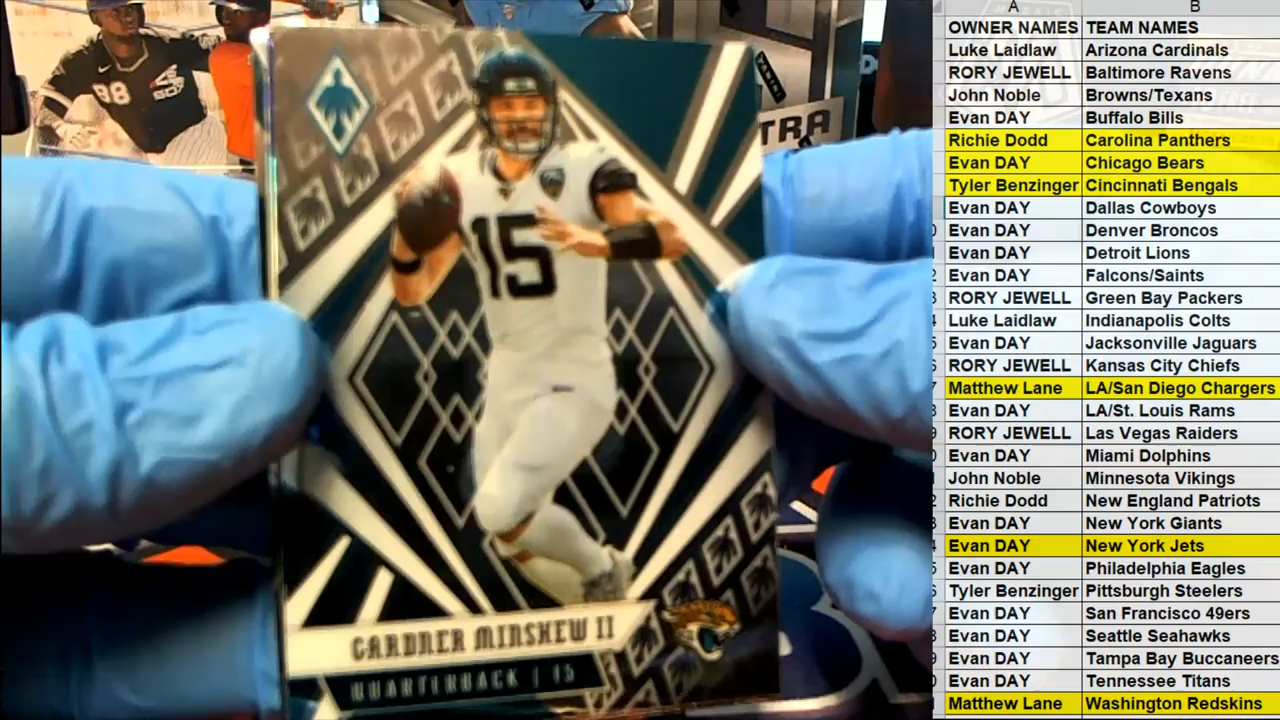 A B
OWNER NAMES TEAM NAMES
Luke Laidlaw Arizona Cardinals
RORY JEWELL Baltimore Ravens
John Noble Browns/Texans
Evan DAY Buffalo Bills
Richie Dodd Carolina Panthers
Evan DAY Chicago Bears
Tyler Benzinger Cincinnati Bengals
Evan DAY Dallas Cowboys
Evan DAY Denver Broncos
Evan DAY Detroit Lions
Evan DAY Falcons/Saints
RORY JEWELL Green Bay Packers
Luke Laidlaw Indianapolis Colts
Evan DAY Jacksonville Jaguars
RORY JEWELL Kansas City Chiefs
Matthew Lane LA/San Diego Chargers
Evan DAY LA/St. Louis Rams
RORY JEWELL Las Vegas Raiders
Evan DAY Miami Dolphins
John Noble Minnesota Vikings
Richie Dodd New England Patriots
Evan DAY New York Giants
Evan DAY New York Jets
Evan DAY Philadelphia Eagles
Tyler Benzinger Pittsburgh Steelers
Evan DAY San Francisco 49ers
Evan DAY Seattle Seahawks
Evan DAY Tampa Bay Buccaneers
Evan DAY Tennessee Titans
Matthew Lane Washington Redskins
88
PANINI
TRA
15
GARDNER MINSHEW II
QUARTERBACK | 15